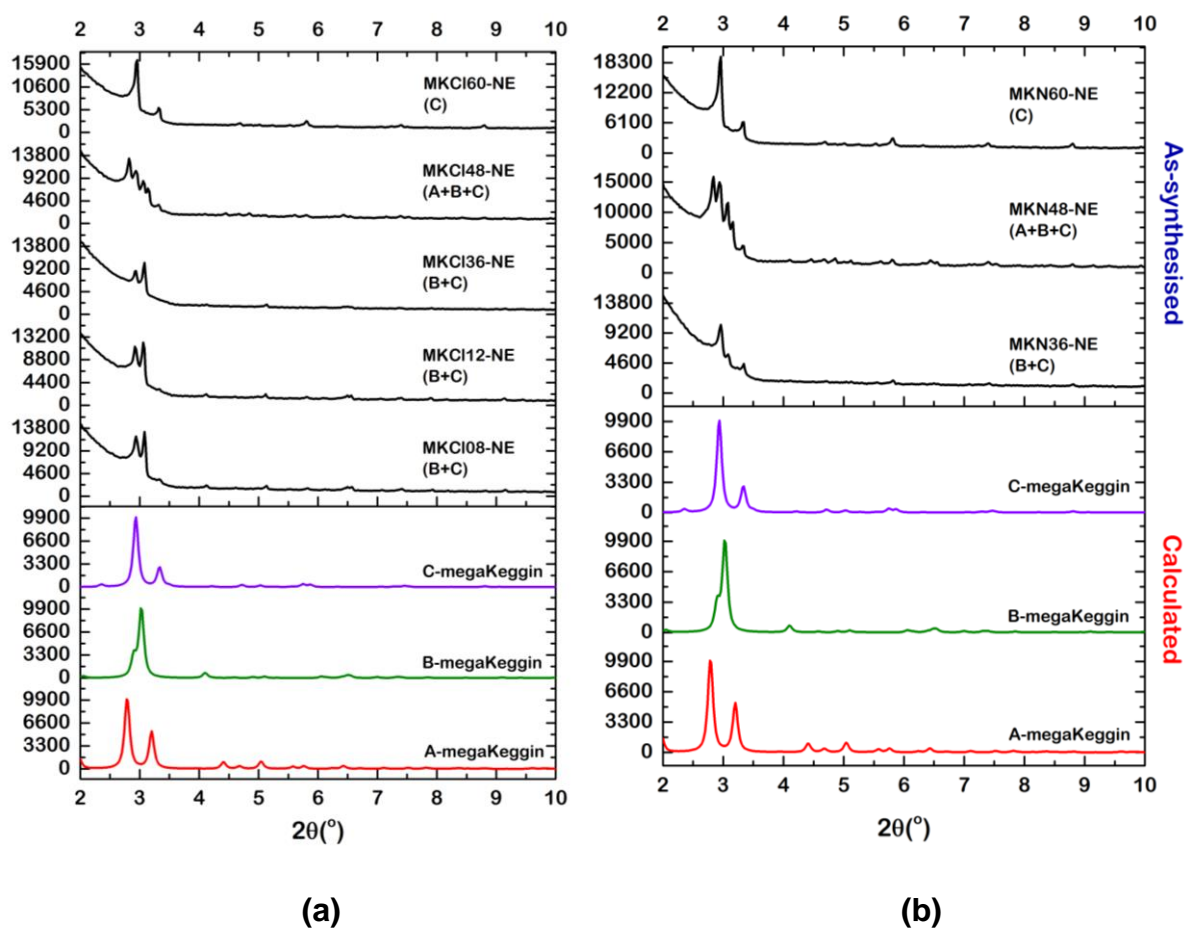 2 3 4 5 6 7 8 9 10
15900
10600
5300
0
MKCl60-NE
(C)
13800
9200
4600
0
MKCl48-NE
(A+B+C)
13800
9200
4600
0
MKCl36-NE
(B+C)
13200
8800
4400
0
MKCl12-NE
(B+C)
13800
9200
4600
0
MKCl08-NE
(B+C)
9900
6600
3300
0
C-megaKeggin
9900
6600
3300
0
B-megaKeggin
9900
6600
3300
0
A-megaKeggin
2 3 4 5 6 7 8 9 10
2θ(°)
(a)
2 3 4 5 6 7 8 9 10
18300
12200
6100
0
MKN60-NE
(C)
15000
10000
5000
0
MKN48-NE
(A+B+C)
13800
9200
4600
0
MKN36-NE
(B+C)
9900
6600
3300
0
C-megaKeggin
9900
6600
3300
0
B-megaKeggin
9900
6600
3300
0
A-megaKeggin
2 3 4 5 6 7 8 9 10
2θ(°)
(b)
As-synthesised
Calculated